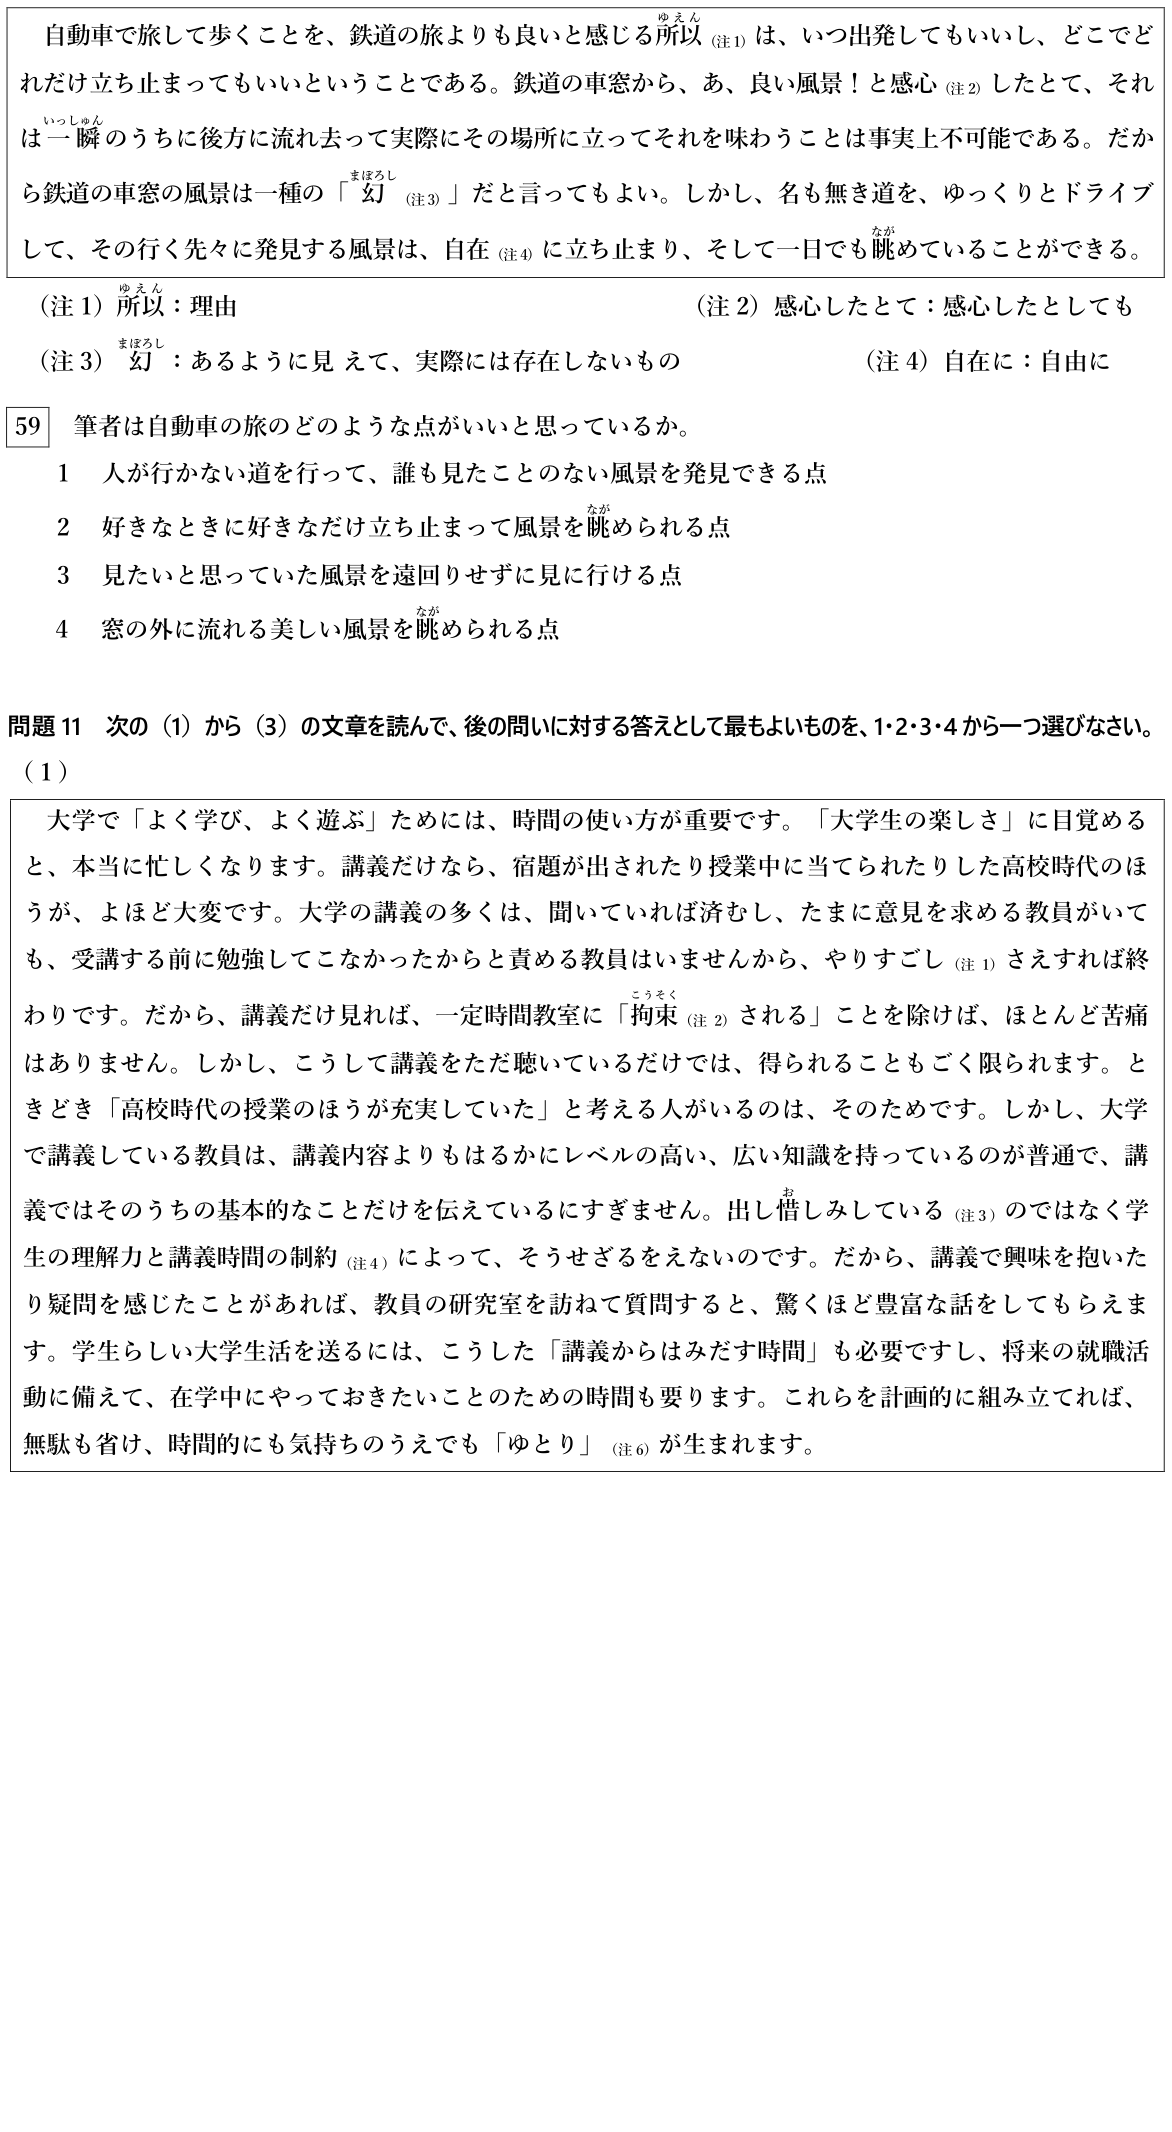 自動車で旅して歩くことを、鉄道の旅よりも良いと感じる所以（注1）は、いつ出発してもいいし、どこでど
れだけ立ち止まってもいいということである。鉄道の車窓から、あ、良い風景！と感心（注2）したとて、それ
は一瞬のうちに後方に流れ去って実際にその場所に立ってそれを味わうことは事実上不可能である。だか
ら鉄道の車窓の風景は一種の「幻（注3）」だと言ってもよい。しかし、名も無き道を、ゆっくりとドライブ
して、その行く先々に発見する風景は、自在（注4）に立ち止まり、そして一日でも眺めていることができる。
（注1）所以：理由　（注2）感心したとて：感心したとしても
（注3）幻：あるように見 えて、実際には存在しないもの　（注4）自在に：自由に
59　筆者は自動車の旅のどのような点がいいと思っているか。
1　人が行かない道を行って、誰も見たことのない風景を発見できる点
2　好きなときに好きなだけ立ち止まって風景を眺められる点
3　見たいと思っていた風景を遠回りせずに見に行ける点
4　窓の外に流れる美しい風景を眺められる点
問題11　次の（1）から（3）の文章を読んで、後の問いに対する答えとして最もよいものを、1・2・3・4から一つ選びなさい。
（1）
大学で「よく学び、よく遊ぶ」ためには、時間の使い方が重要です。「大学生の楽しさ」に目覚める
と、本当に忙しくなります。講義だけなら、宿題が出されたり授業中に当てられたりした高校時代のほ
うが、よほど大変です。大学の講義の多くは、聞いていれば済むし、たまに意見を求める教員がいて
も、受講する前に勉強してこなかったからと責める教員はいませんから、やりすごし（注1）さえすれば終
わりです。だから、講義だけ見れば、一定時間教室に「拘束（注2）される」ことを除けば、ほとんど苦痛
はありません。しかし、こうして講義をただ聴いているだけでは、得られることもごく限られます。と
きどき「高校時代の授業のほうが充実していた」と考える人がいるのは、そのためです。しかし、大学
で講義している教員は、講義内容よりもはるかにレベルの高い、広い知識を持っているのが普通で、講
義ではそのうちの基本的なことだけを伝えているにすぎません。出し惜しみしている（注3）のではなく学
生の理解力と講義時間の制約（注4）によって、そうせざるをえないのです。だから、講義で興味を抱いた
り疑問を感じたことがあれば、教員の研究室を訪ねて質問すると、驚くほど豊富な話をしてもらえま
す。学生らしい大学生活を送るには、こうした「講義からはみだす時間」も必要ですし、将来の就職活
動に備えて、在学中にやっておきたいことのための時間も要ります。これらを計画的に組み立てれば、
無駄も省け、時間的にも気持ちのうえでも「ゆとり」（注6）が生まれます。